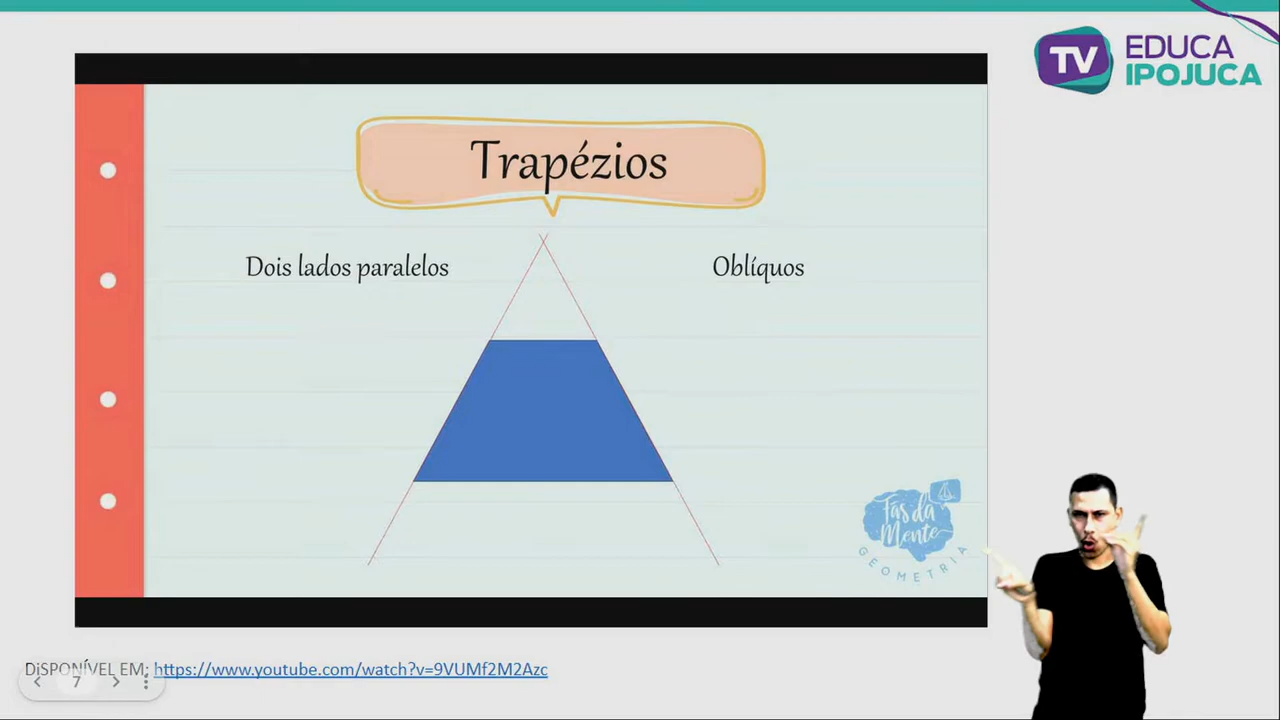 TV EDUCA
IPOJUCA
Trapézios
Dois lados paralelos
Oblíquos
Fãs da
Mente
GEOMETRIA
DiSPONÍVEL EM: https://www.youtube.com/watch?v=9VUMf2M2Azc
7